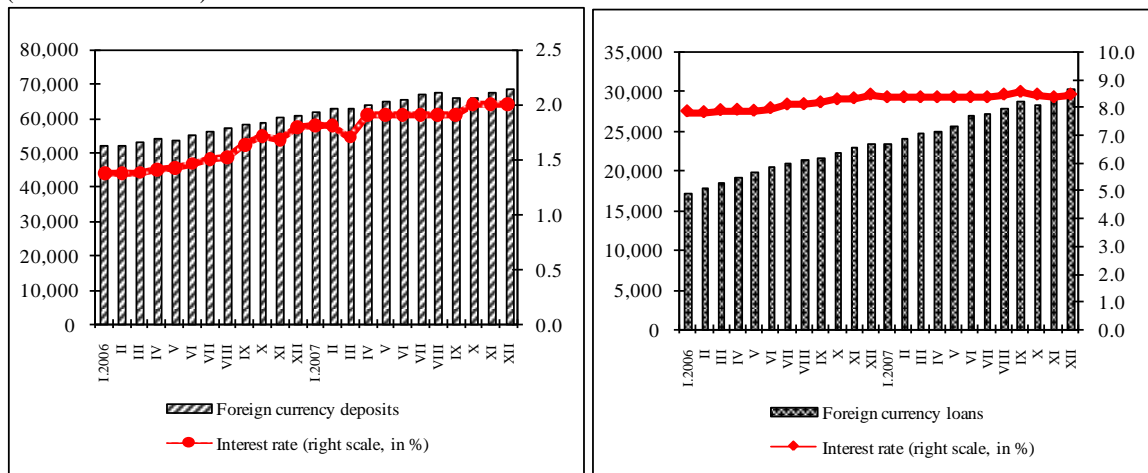 80,000
70,000
60,000
50,000
40,000
30,000
20,000
10,000
0
2.5
2.0
1.5
1.0
0.5
0.0
I.2006
II
III
IV
V
VI
VII
VIII
IX
X
XI
XII
I.2007
II
III
IV
V
VI
VII
VIII
IX
X
XI
XII
Foreign currency deposits
Interest rate (right scale, in %)
35,000
30,000
25,000
20,000
15,000
10,000
5,000
0
10.0
9.0
8.0
7.0
6.0
5.0
4.0
3.0
2.0
1.0
0.0
I.2006
II
III
IV
V
VI
VII
VIII
IX
X
XI
XII
I.2007
II
III
IV
V
VI
VII
VIII
IX
X
XI
XII
Foreign currency loans
Interest rate (right scale, in %)